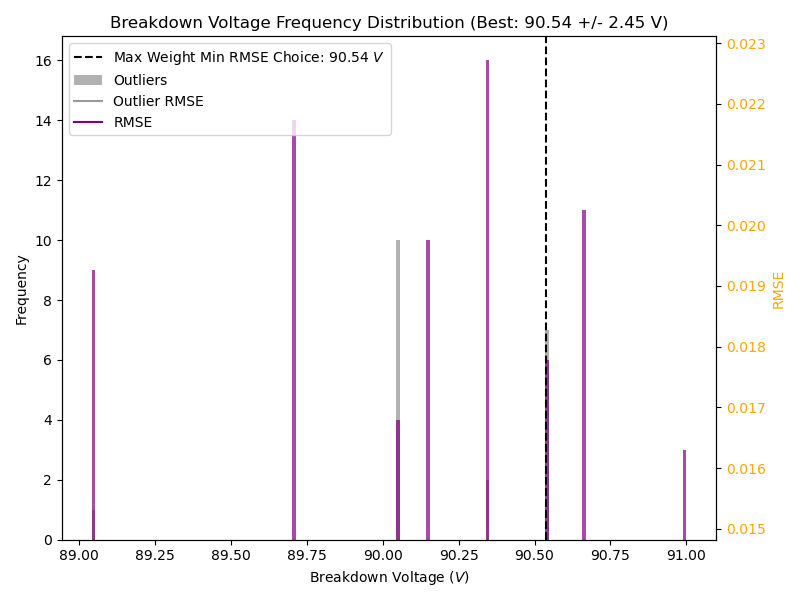 Breakdown Voltage Frequency Distribution (Best: 90.54 +/- 2.45 V)
Max Weight Min RMSE Choice: 90.54 V
Outliers
Outlier RMSE
RMSE
Frequency
16
14
12
10
8
6
4
2
0
0.023
0.022
0.021
0.020
0.019
0.018
0.017
0.016
0.015
RMSE
89.00 89.25 89.50 89.75 90.00 90.25 90.50 90.75 91.00
Breakdown Voltage (V)